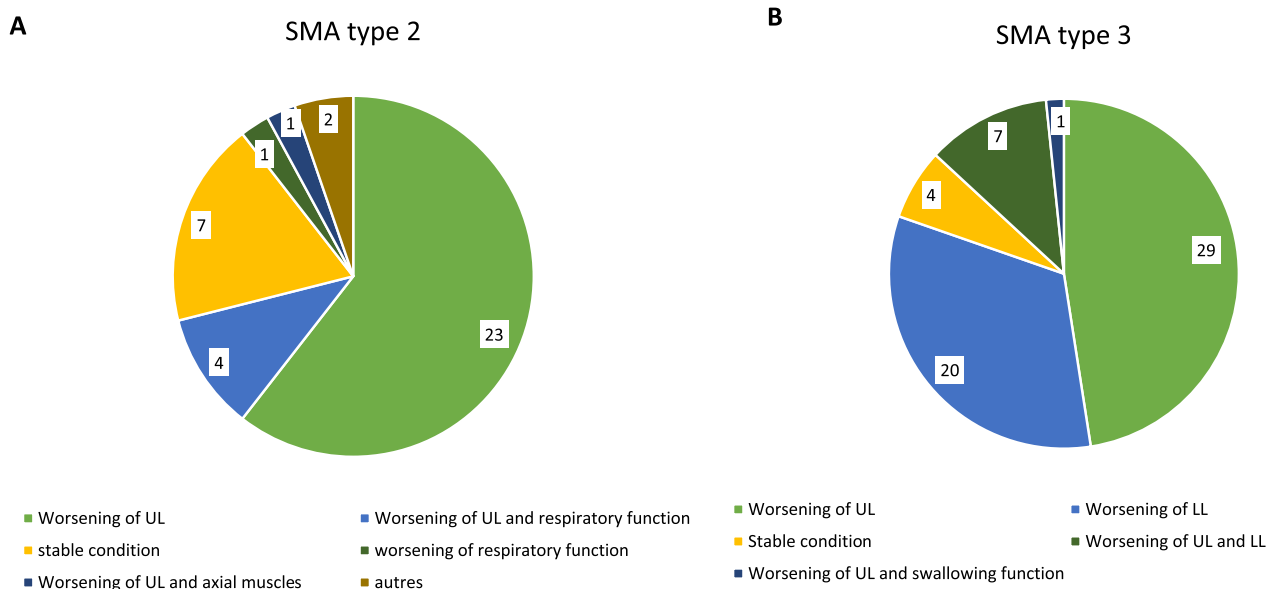 A
SMA type 2
2
1
1
7
4
23
Worsening of UL
Worsening of UL and respiratory function
stable condition
worsening of respiratory function
Worsening of UL and axial muscles
autres
B
SMA type 3
1
7
4
29
20
Worsening of UL
Worsening of LL
Stable condition
Worsening of UL and LL
Worsening of UL and swallowing function